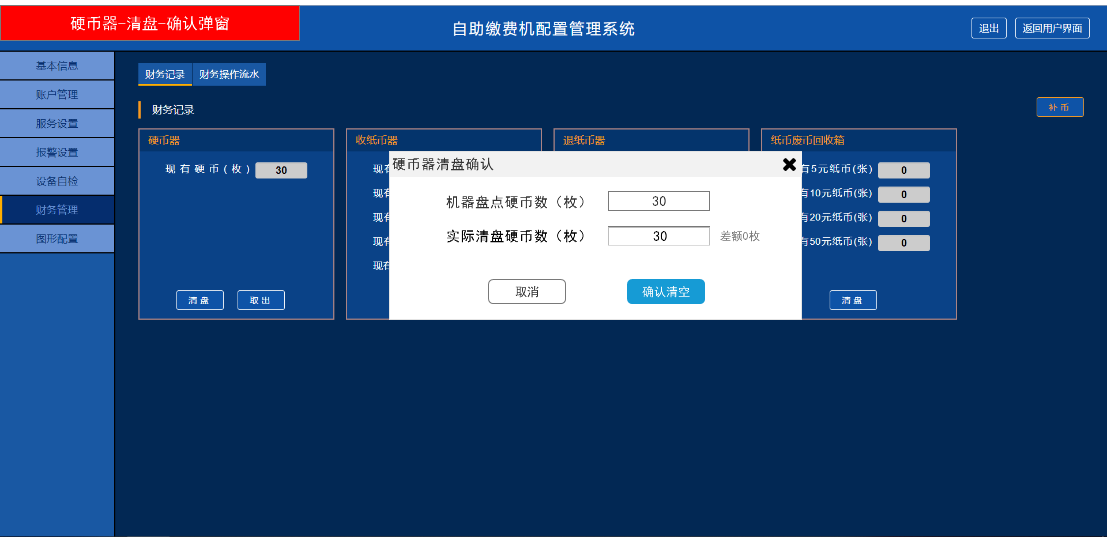 硬币器-清盘-确认弹窗
自助缴费机配置管理系统
退出
返回用户界面
基本信息
账户管理
服务设置
报警设置
设备自检
财务管理
图形配置
财务记录
财务操作流水
财务记录
补 币
硬币器
现 有 硬 币 ( 枚 )
30
清 盘
取 出
收纸币器
现
现
现
现
现
退纸币器
纸币废币回收箱
有5元纸币(张)
0
有10元纸币(张)
0
有20元纸币(张)
0
有50元纸币(张)
0
清 盘
硬币器清盘确认
机器盘点硬币数（枚）
30
实际清盘硬币数（枚）
30
差额0枚
取消
确认清空